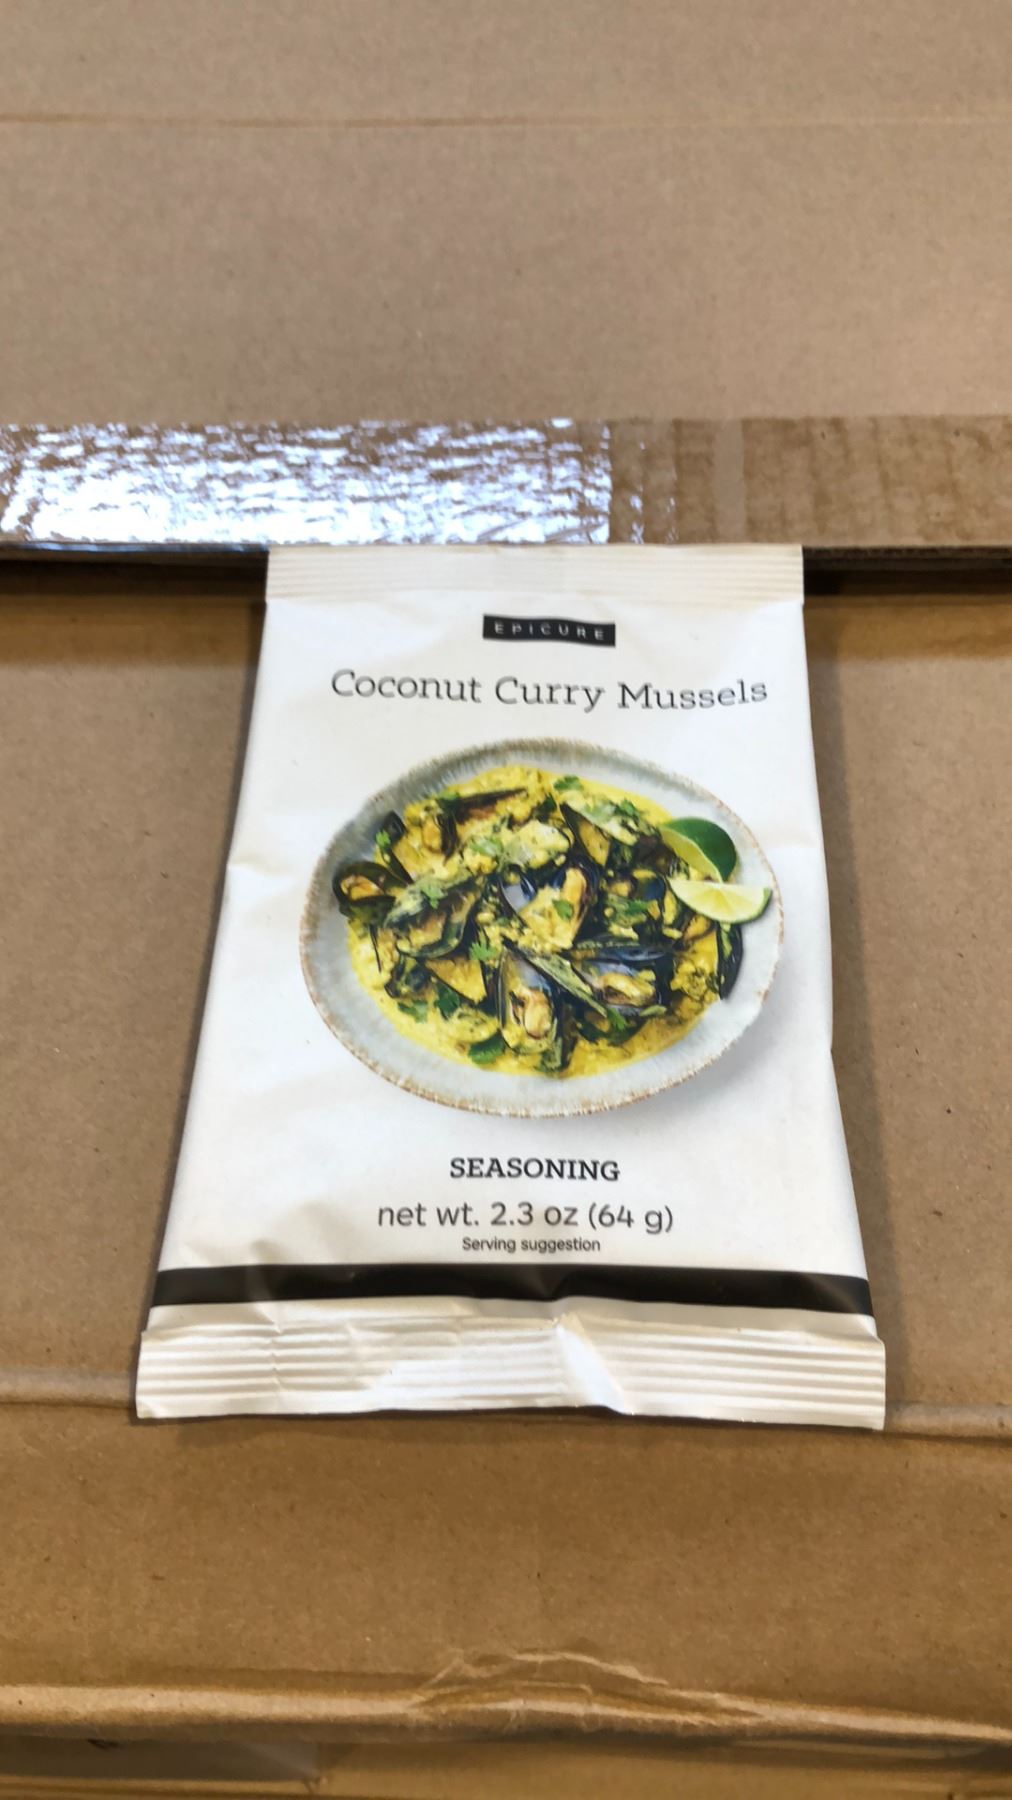 EPICURE
Coconut Curry Mussels
SEASONING
net wt. 2.3 oz (64 g)
Serving suggestion